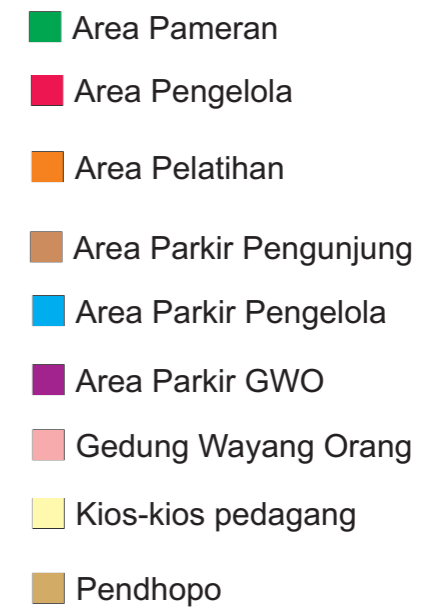 Area Pameran
Area Pengelola
Area Pelatihan
Area Parkir Pengunjung
Area Parkir Pengelola
Area Parkir GWO
Gedung Wayang Orang
Kios-kios pedagang
Pendhopo